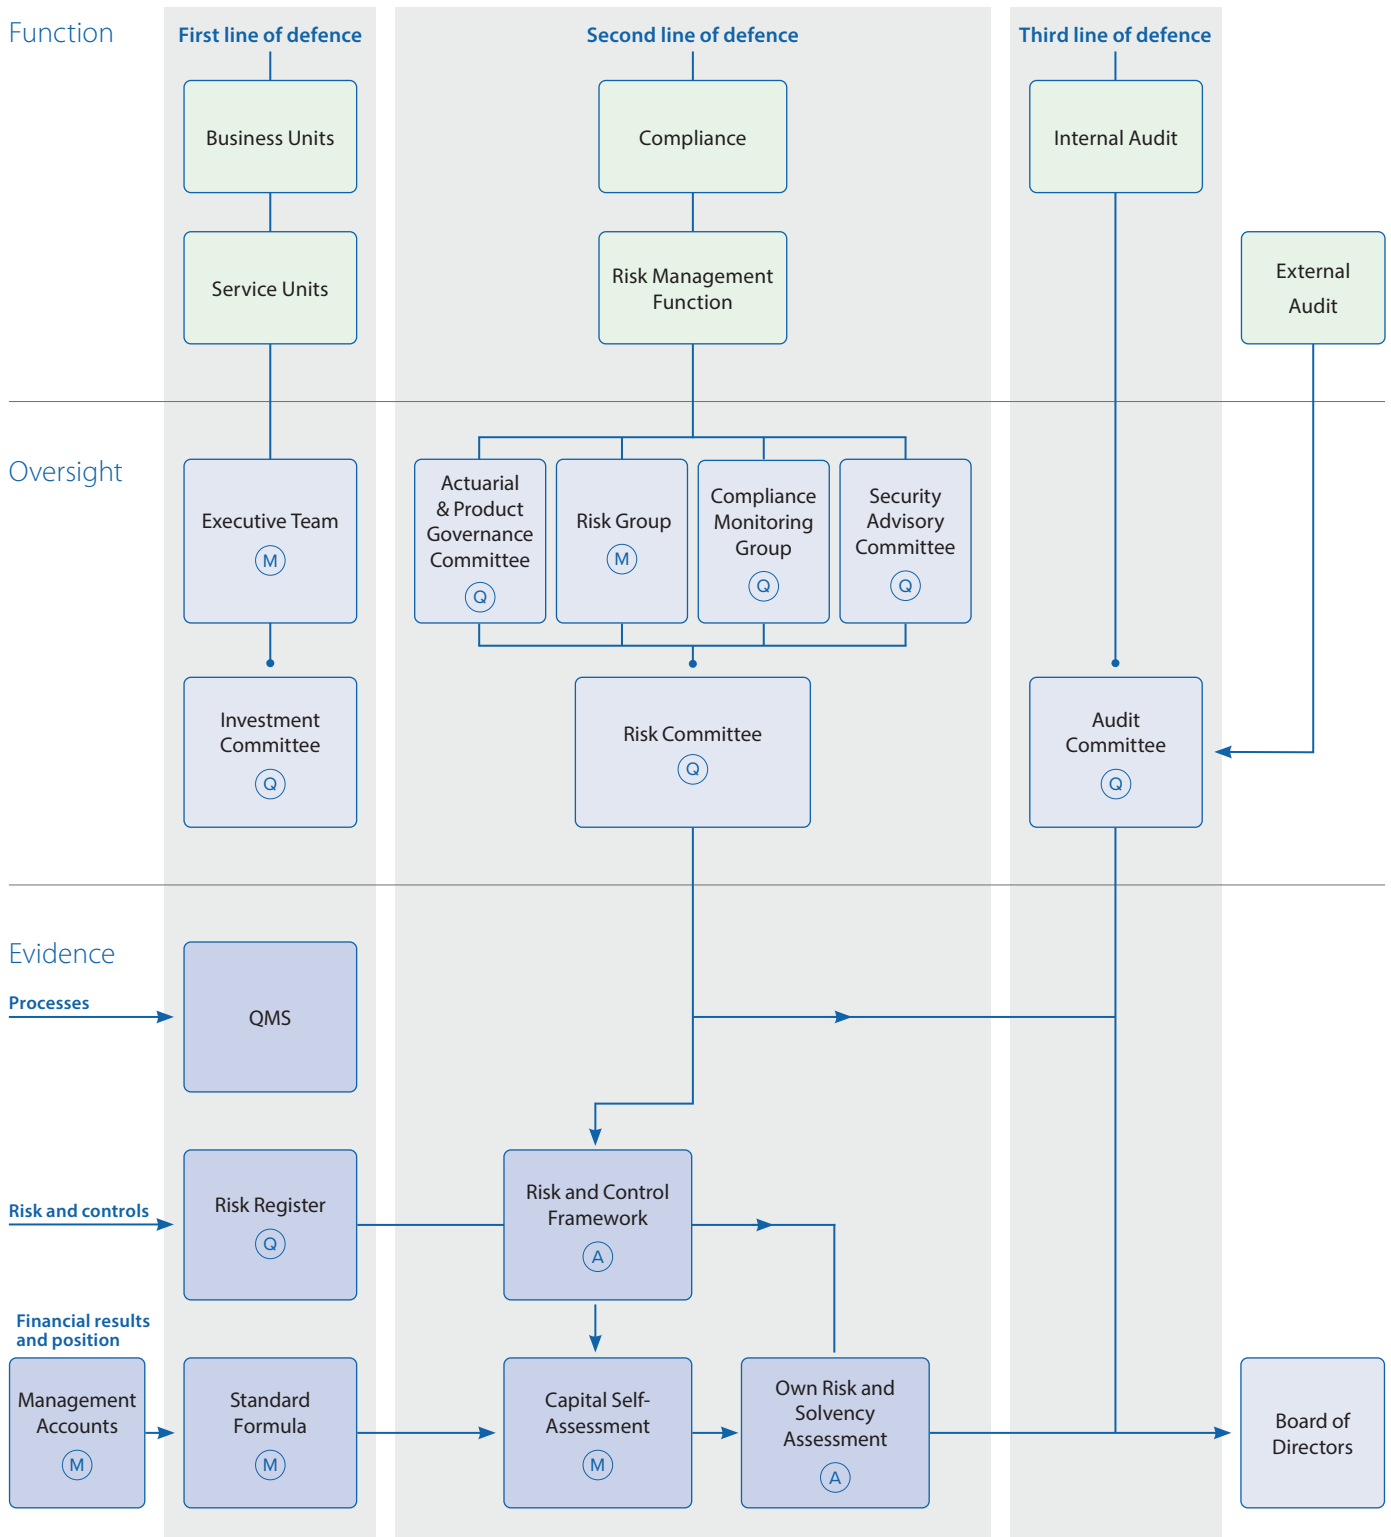 Function
First line of defence
Second line of defence
Third line of defence
Business Units
Compliance
Internal Audit
Service Units
Risk Management
Function
External
Audit
Oversight
Executive Team
M
Actuarial
& Product
Governance
Committee
Q
Risk Group
M
Compliance
Monitoring
Group
Q
Security
Advisory
Committee
Q
Investment
Committee
Q
Risk Committee
Q
Audit
Committee
Q
Evidence
Processes
QMS
Risk and controls
Risk Register
Q
Risk and Control
Framework
A
Financial results
and position
Management
Accounts
M
Standard
Formula
M
Capital Self-
Assessment
M
Own Risk and
Solvency
Assessment
A
Board of
Directors